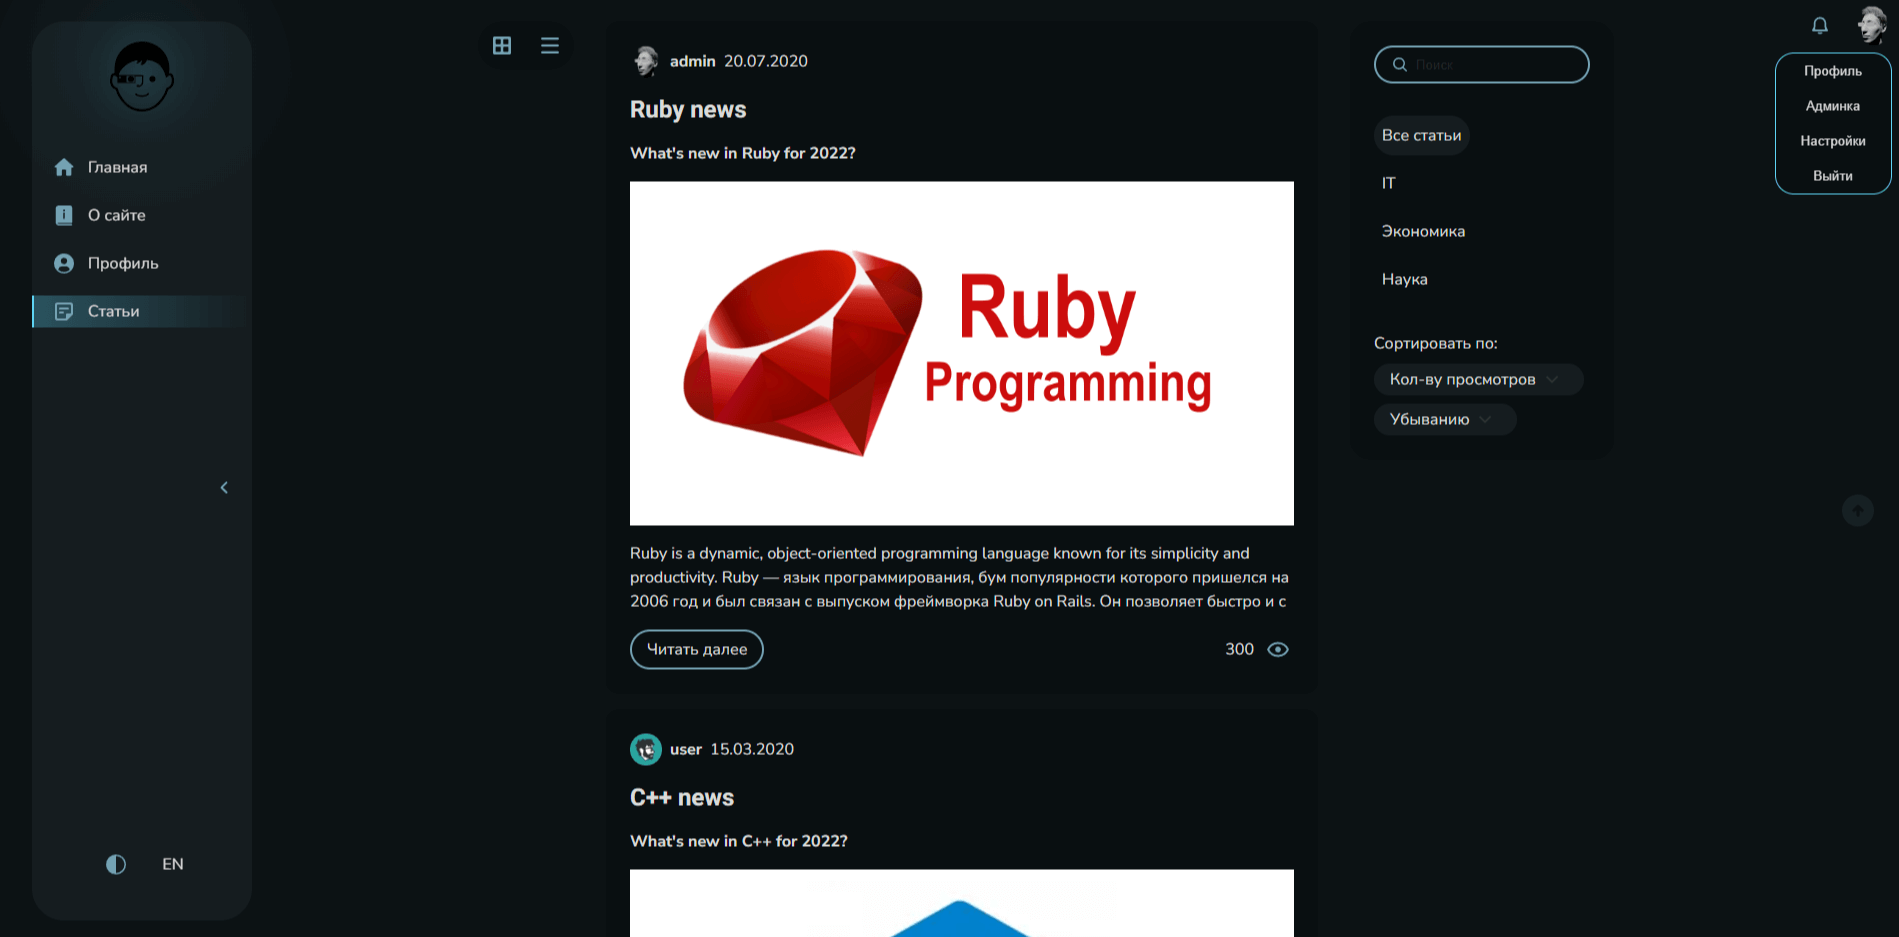 Главная
О сайте
Профиль
Статьи
EN
admin 20.07.2020
Ruby news
What's new in Ruby for 2022?
Ruby
Programming
Ruby is a dynamic, object-oriented programming language known for its simplicity and
productivity. Ruby — язык программирования, бум популярности которого пришелся на
2006 год и был связан с выпуском фреймворка Ruby on Rails. Он позволяет быстро и с
Читать далее
300
user 15.03.2020
C++ news
What's new in C++ for 2022?
Поиск
Все статьи
IT
Экономика
Наука
Сортировать по:
Кол-ву просмотров
Убыванию
Профиль
Админка
Настройки
Выйти